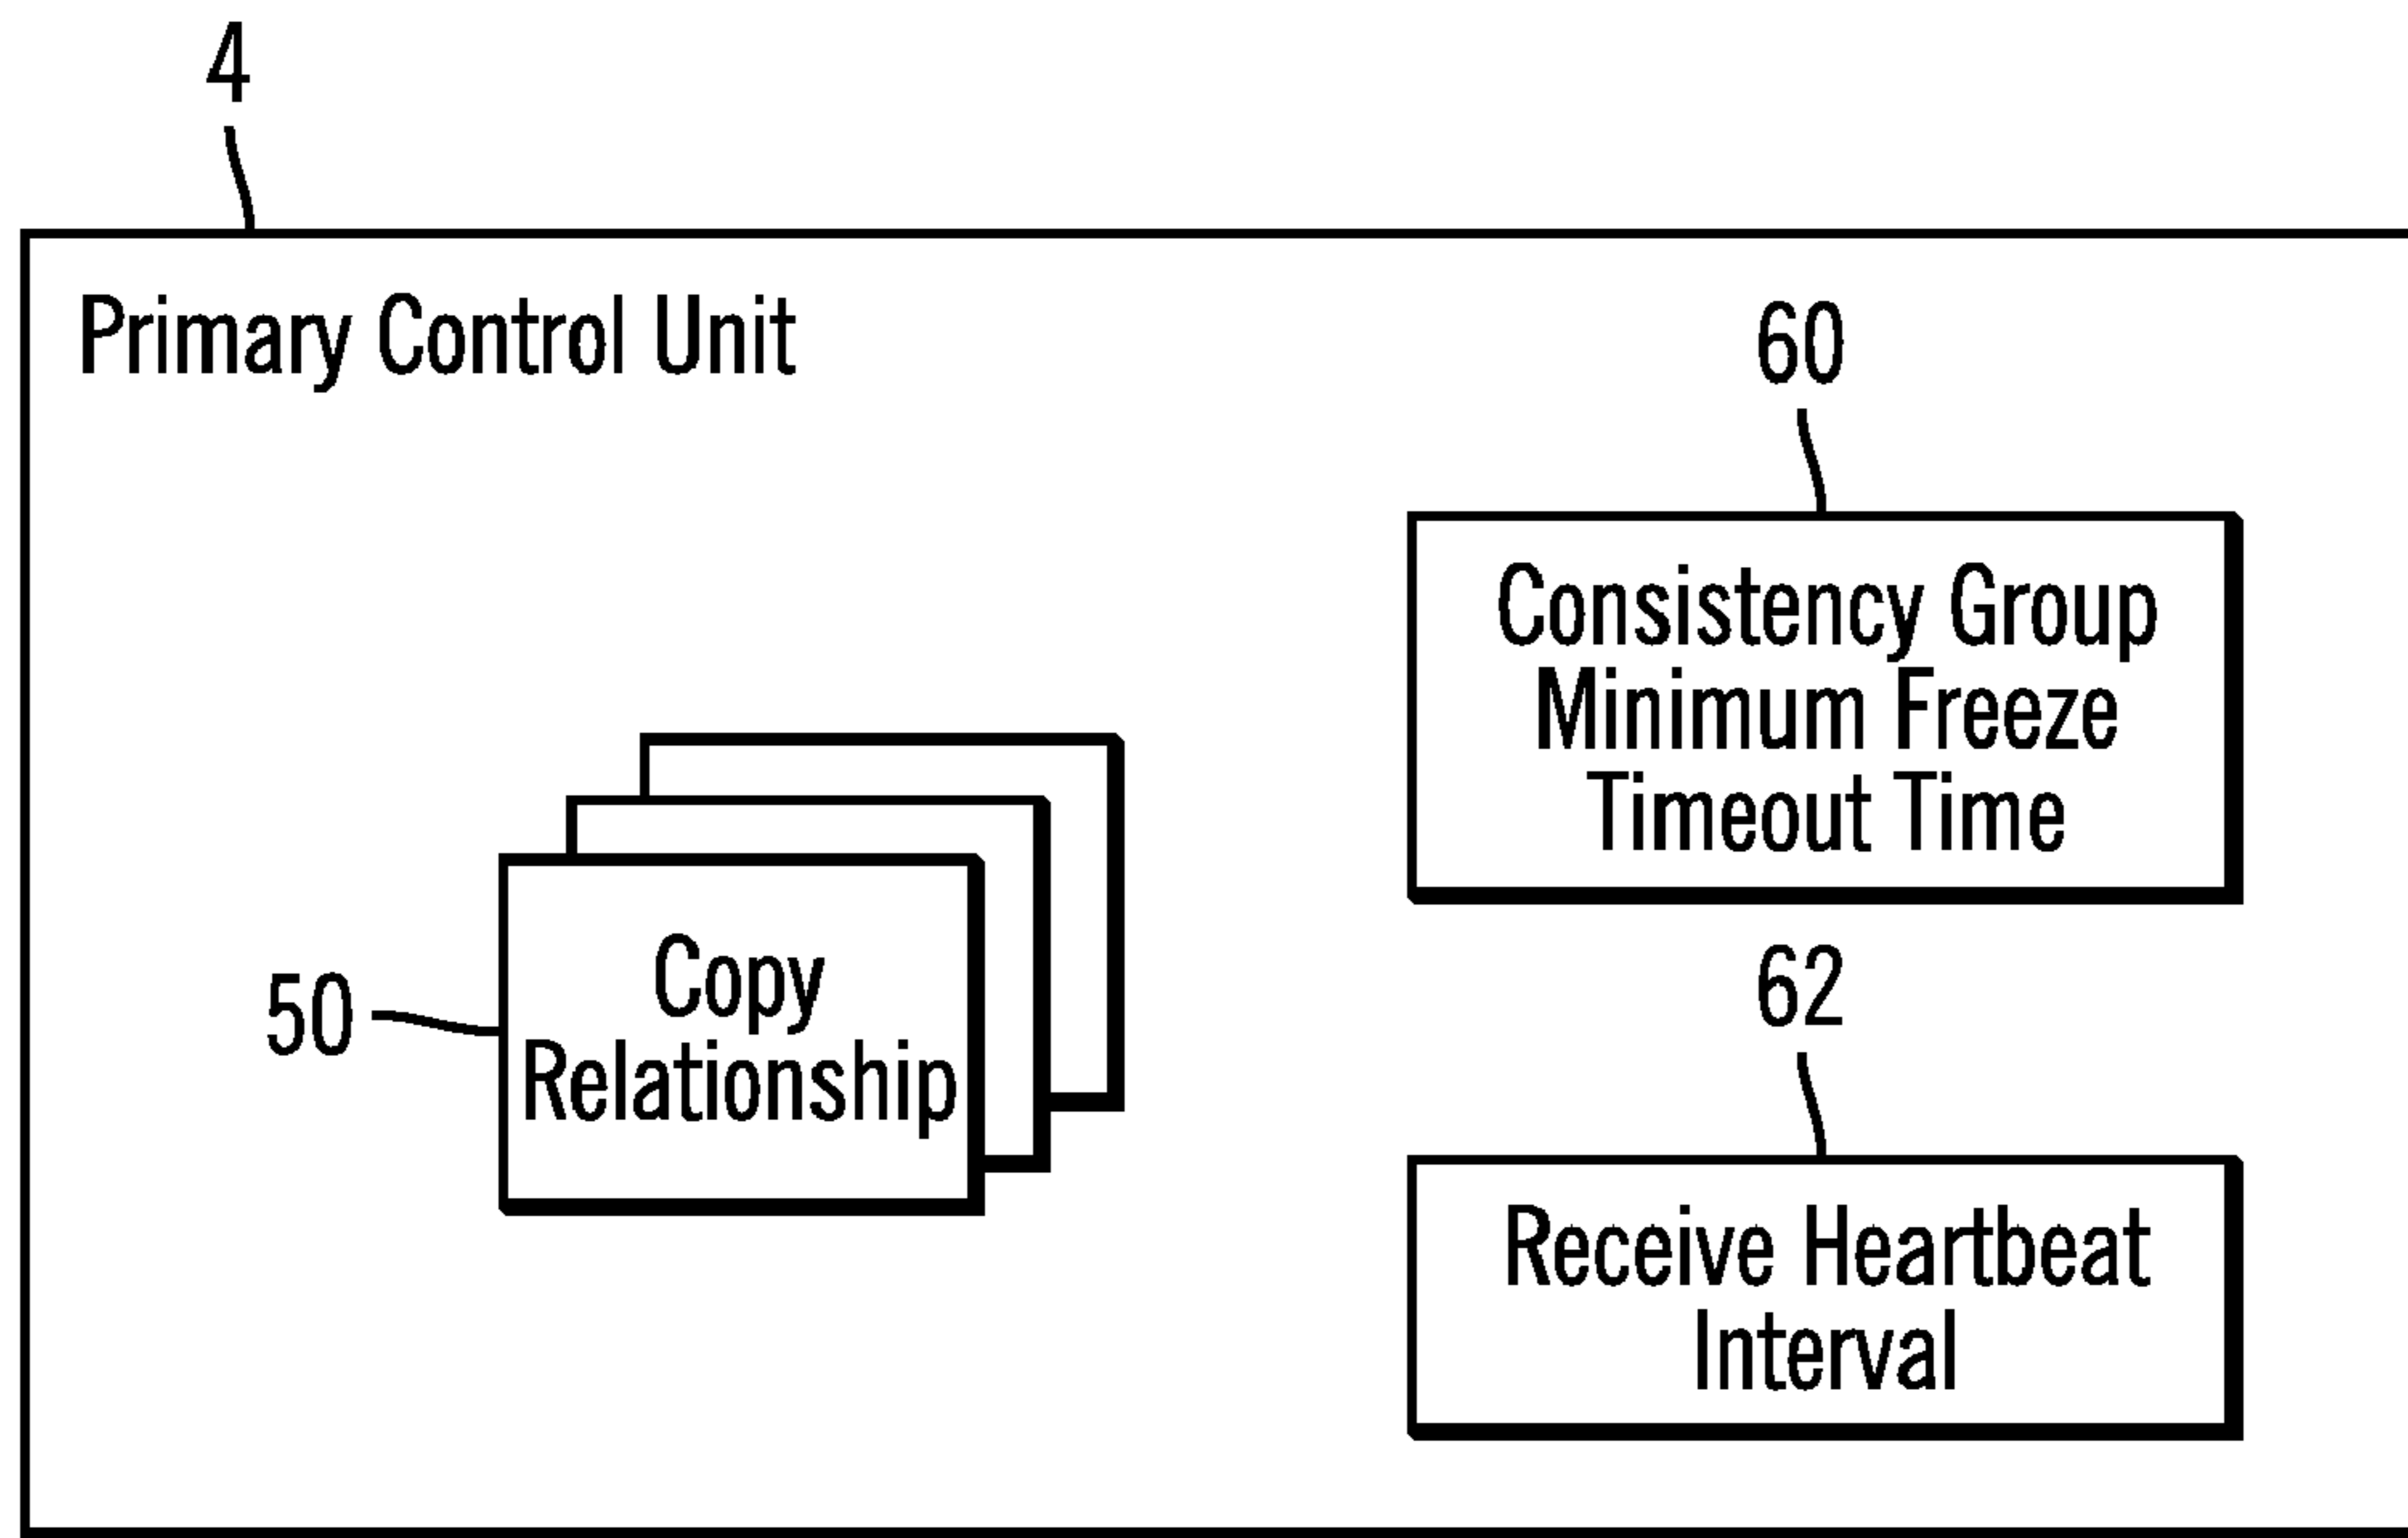 4
Primary Control Unit
60
Consistency Group
Minimum Freeze
Timeout Time
50
Copy
Relationship
62
Receive Heartbeat
Interval